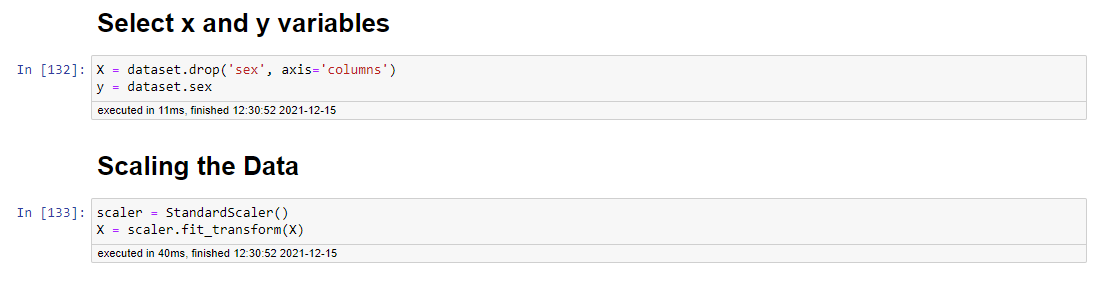 Select x and y variables
In [132]: X = dataset.drop('sex', axis='columns')
y = dataset.sex
executed in 11ms, finished 12:30:52 2021-12-15
Scaling the Data
In [133]: scaler = StandardScaler()
X = scaler.fit_transform(X)
executed in 40ms, finished 12:30:52 2021-12-15